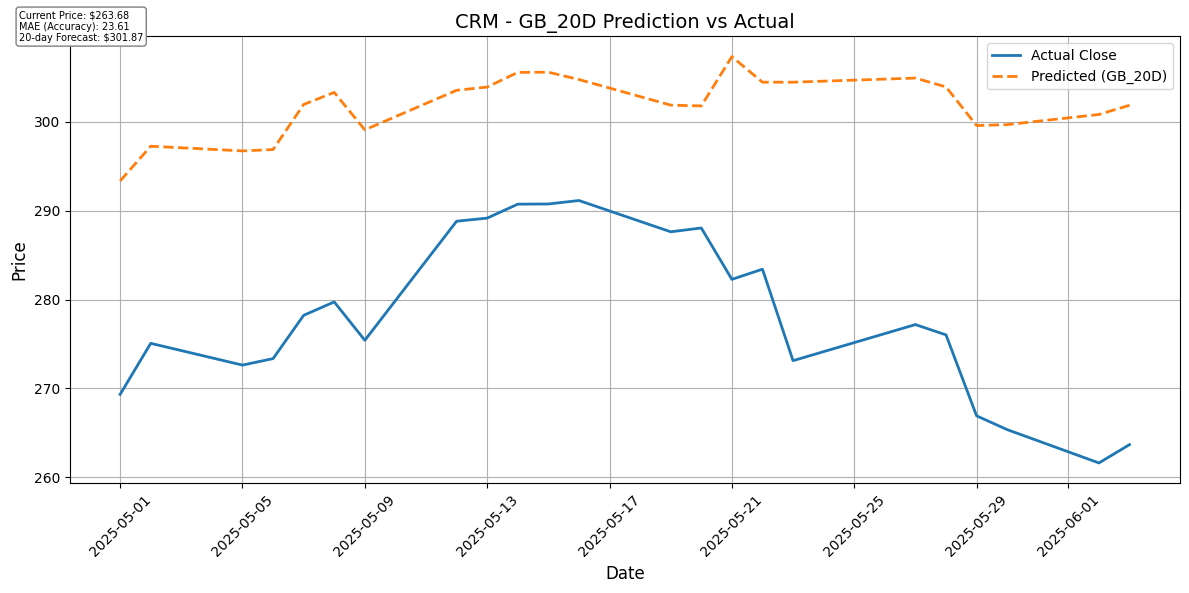 Current Price: $263.68
MAE (Accuracy): 23.61
20-day Forecast: $301.87
CRM - GB_20D Prediction vs Actual
Actual Close
Predicted (GB_20D)
300
290
280
270
260
Price
2025-05-01
2025-05-05
2025-05-09
2025-05-13
2025-05-17
2025-05-21
2025-05-25
2025-05-29
2025-06-01
Date